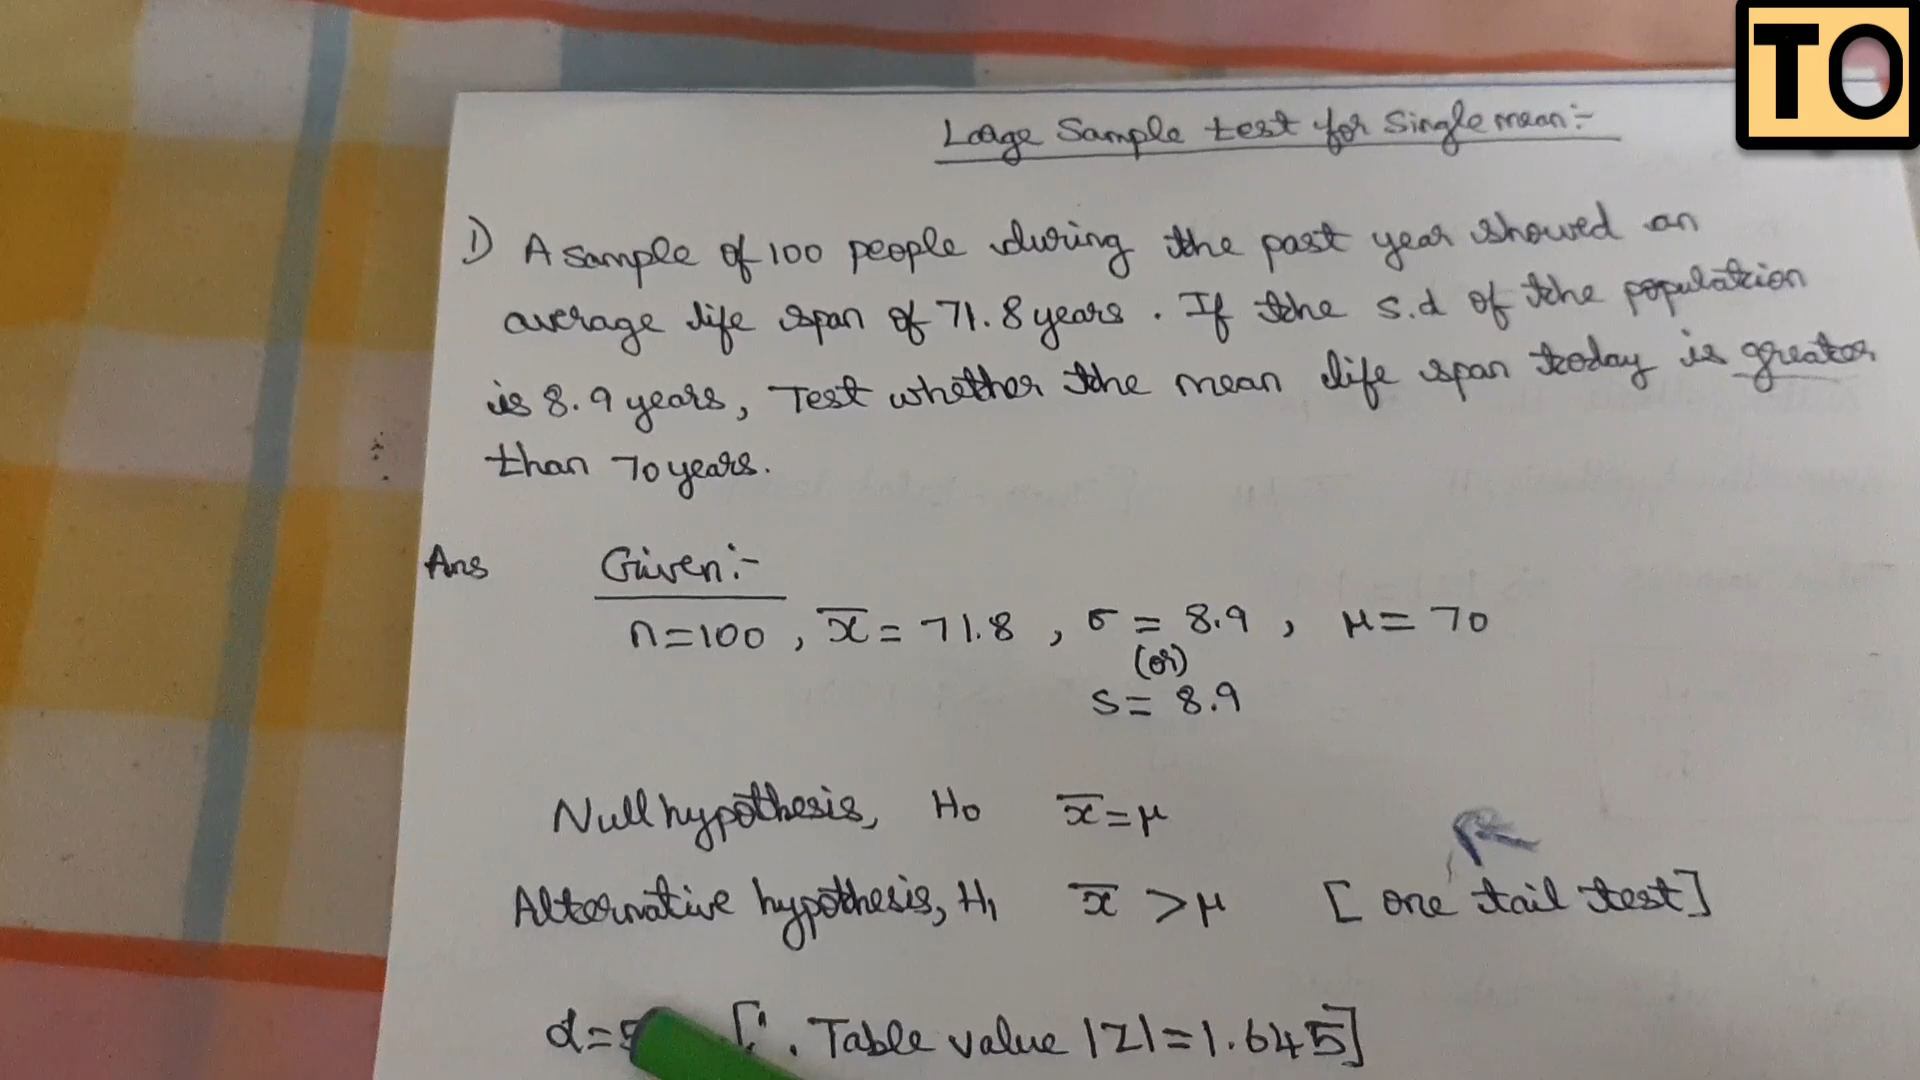 TO
Large Sample test for Single mean:-
1) A sample of 100 people during the past year showed an
average life span of 71.8 years. If the s.d of the population
is 8.9 years, Test whether the mean life span today is greater
than 70 years.
Ans Given:-
n=100, x̄ = 71.8, σ = 8.9, μ = 70
(or)
S = 8.9
Null hypothesis, H₀ x̄ = μ
Alternative hypothesis, H₁ x̄ > μ [one tail test]
α = [∵ Table value |Z| = 1.645]